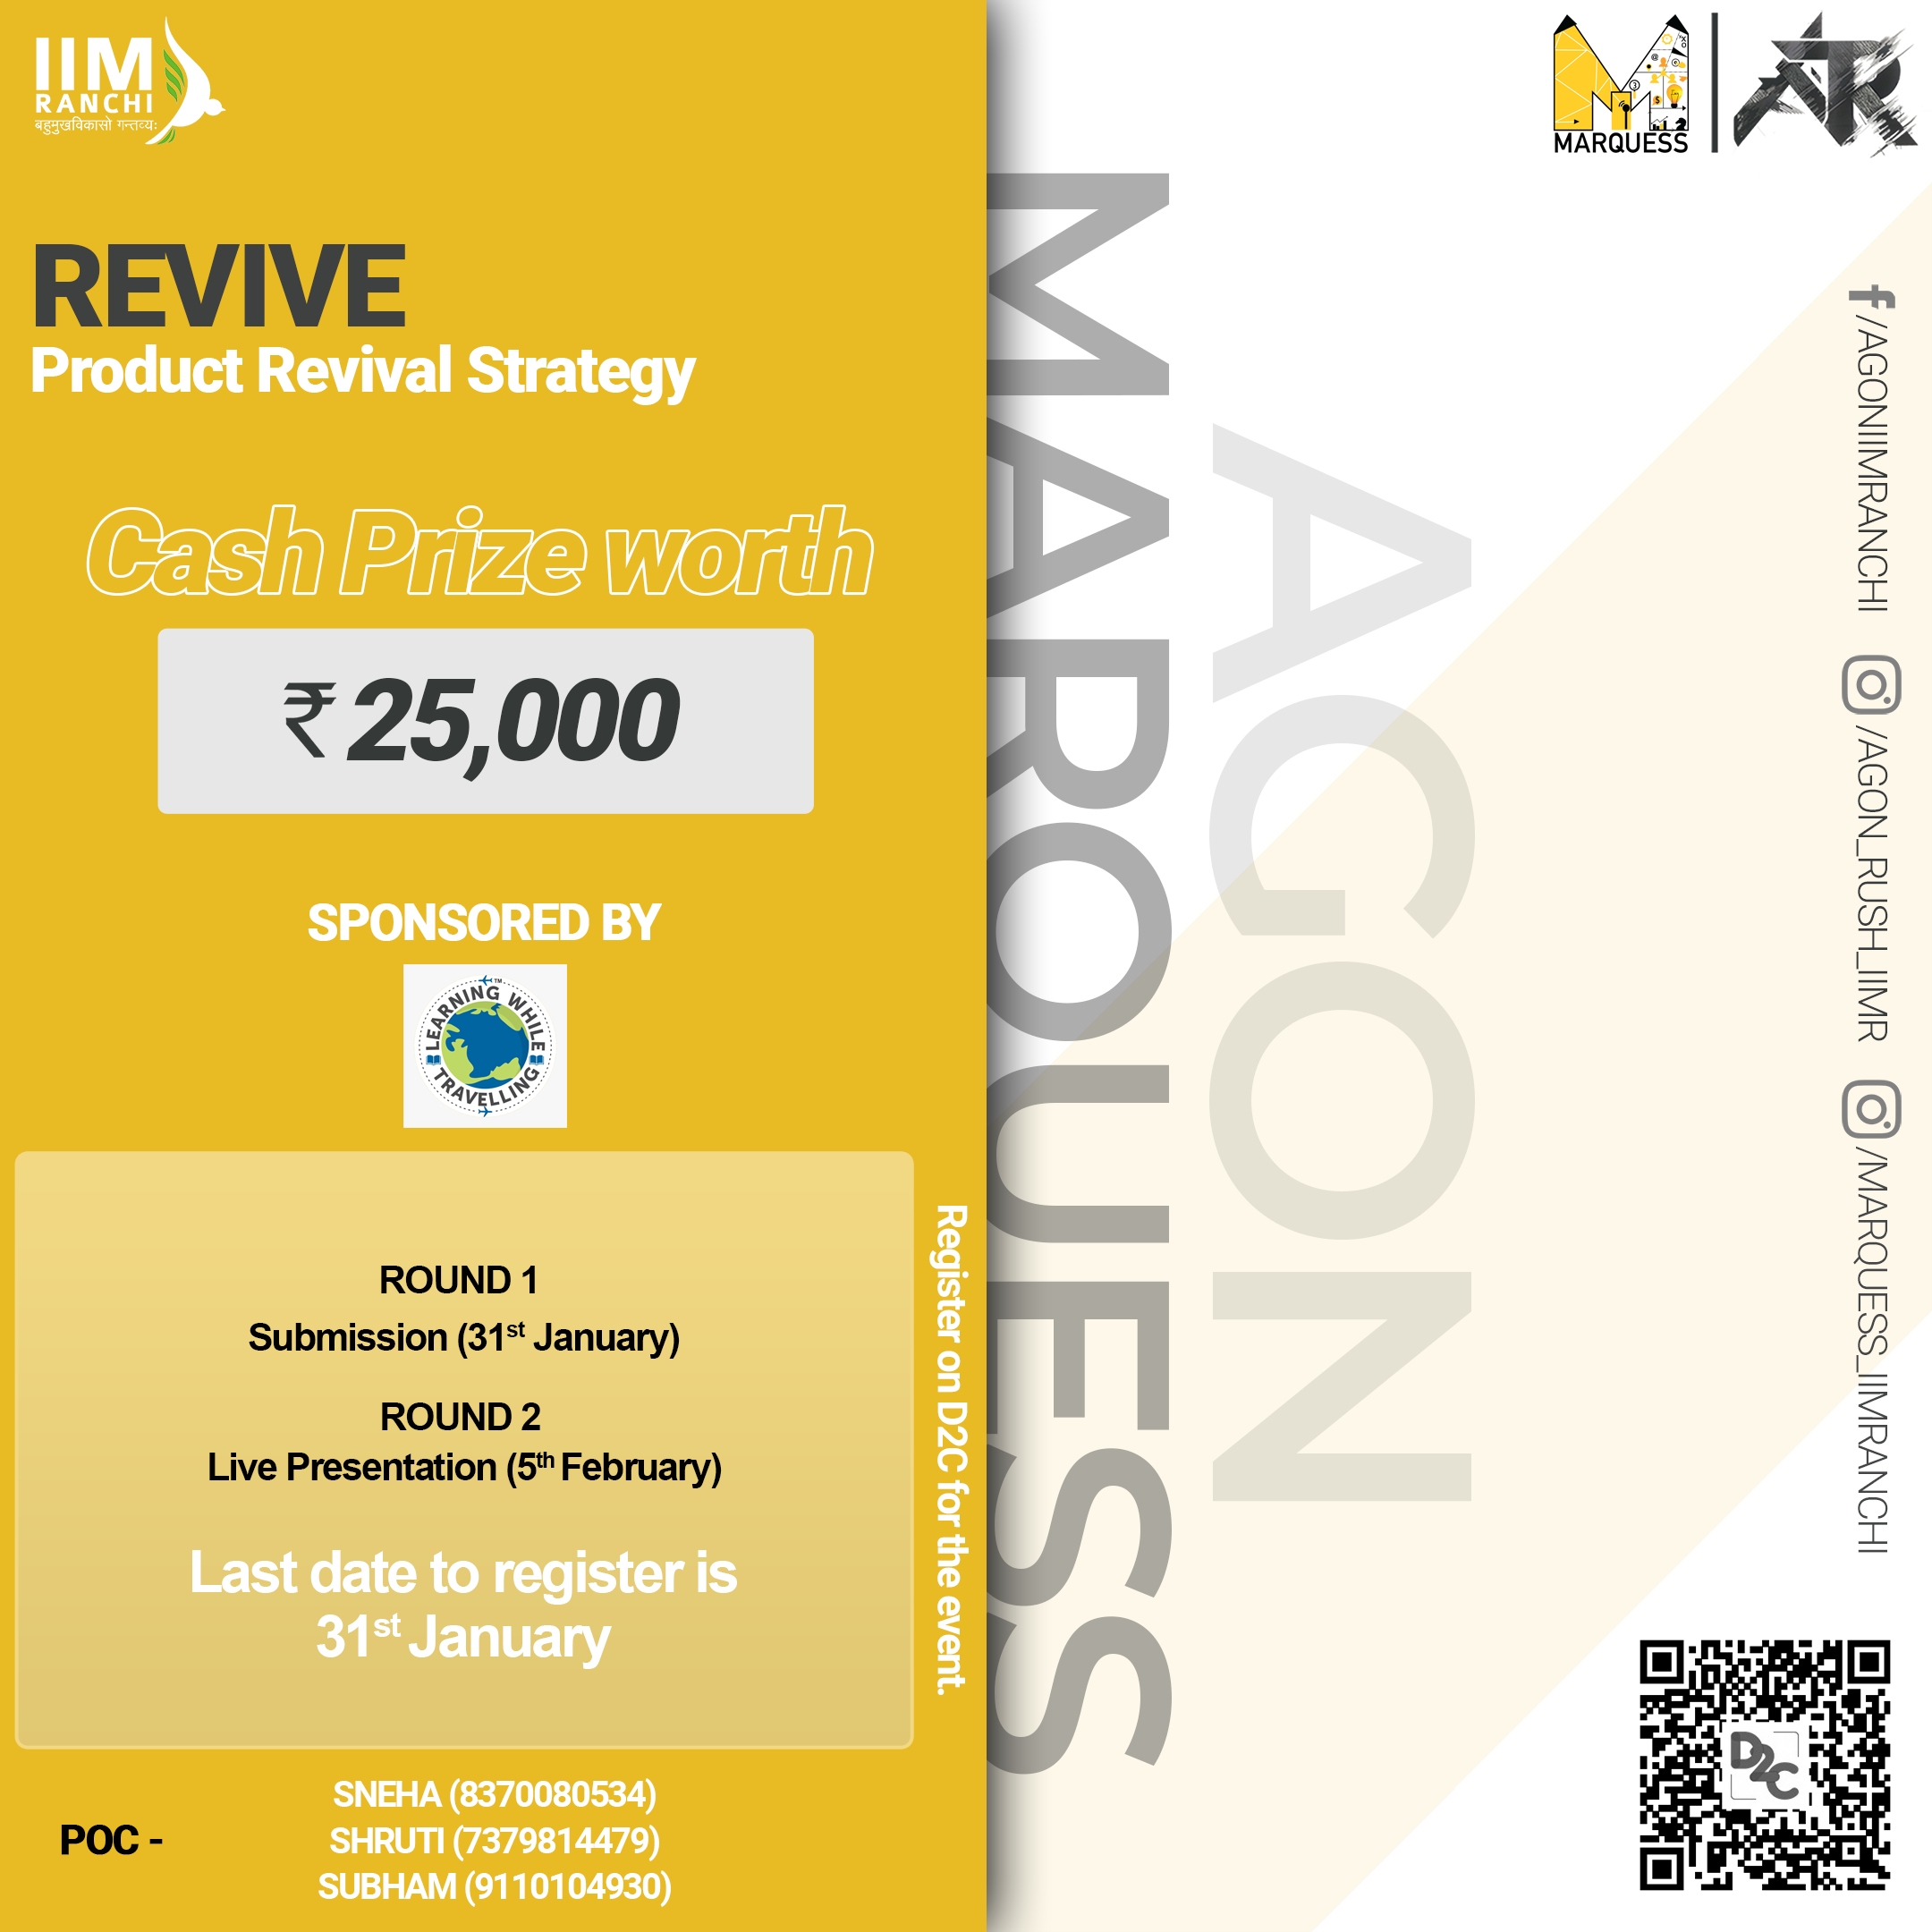 IIM
RANCHI
बहुमुखविकासो गन्तव्यः
MARQUESS
REVIVE
Product Revival Strategy
Cash Prize worth
₹ 25,000
SPONSORED BY
LEARNING WHILE
TRAVELLING
TM
ROUND 1
Submission (31st January)
ROUND 2
Live Presentation (5th February)
Last date to register is
31st January
Register on D2C for the event.
POC -
SNEHA (8370080534)
SHRUTI (7379814479)
SUBHAM (9110104930)
MARQUESS
AGON
/AGONIIMRANCHI
/AGON_RUSH_IIMR
/MARQUESS_IIMRANCHI
D2C